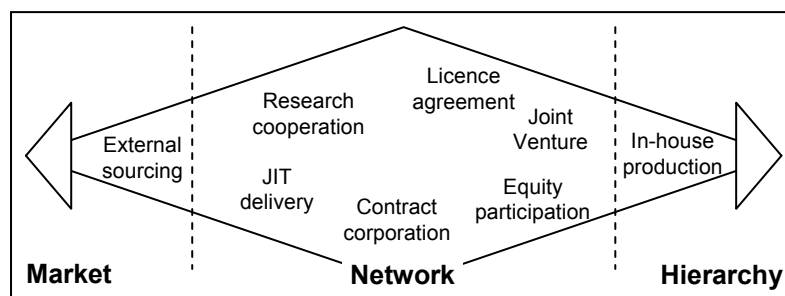 Licence
agreement
Research
cooperation
Joint
Venture
External
sourcing
In-house
production
JIT
delivery
Equity
participation
Contract
corporation
Market
Network
Hierarchy